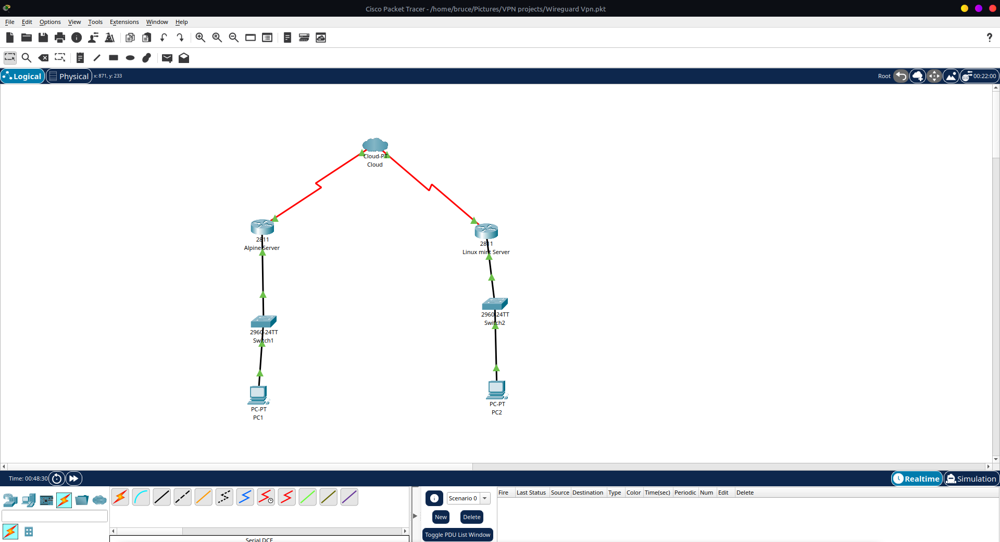 Cisco Packet Tracer - /home/bruce/Pictures/VPN projects/Wireguard Vpn.pkt
File Edit Options View Tools Extensions Window Help
Logical Physical x: 871, y: 233 Root 00:22:00
Cloud-PT
Cloud
2811
Alpine Server
2811
Linux mint Server
2960-24TT
Switch2
2960-24TT
Switch1
PC-PT
PC2
PC-PT
PC1
Time: 00:48:30 Realtime Simulation
Fire Last Status Source Destination Type Color Time(sec) Periodic Num Edit Delete
Scenario 0
New Delete
Toggle PDU List Window
Serial DCE